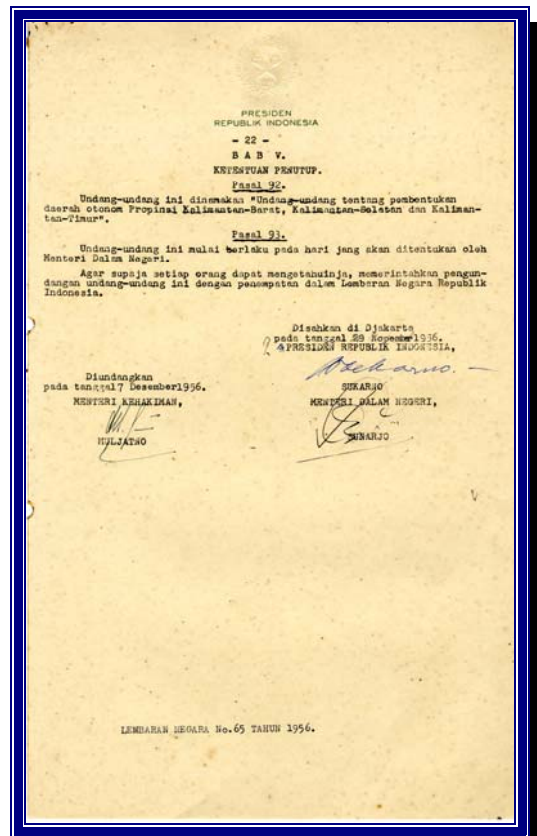 PRESIDEN
REPUBLIK INDONESIA
- 22 -
B A B V.
KETENTUAN PENUTUP.
Pasal 92.
Undang-undang ini dinamakan "Undang-undang tentang pembentukan
daerah otonom Propinsi Kalimantan-Barat, Kalimantan-Selatan dan Kaliman-
tan-Timur".
Pasal 93.
Undang-undang ini mulai berlaku pada hari jang akan ditentukan oleh
Menteri Dalam Negari.
Agar supaja setiap orang dapat mengetahuinja, memerintahkan pengun-
dangan undang-undang ini dengan penempatan dalam Lembaran Negara Republik
Indonesia.
Disahkan di Djakarta
pada tanggal 29 Nopember 1956.
PRESIDEN REPUBLIK INDONESIA,
Soekarno.
SUKARNO
Diundangkan
pada tanggal 7 Desember 1956.
MENTERI KEHAKIMAN,
MULJATNO
MENTERI DALAM NEGERI,
SUNARJO
LEMBARAN NEGARA No.65 TAHUN 1956.